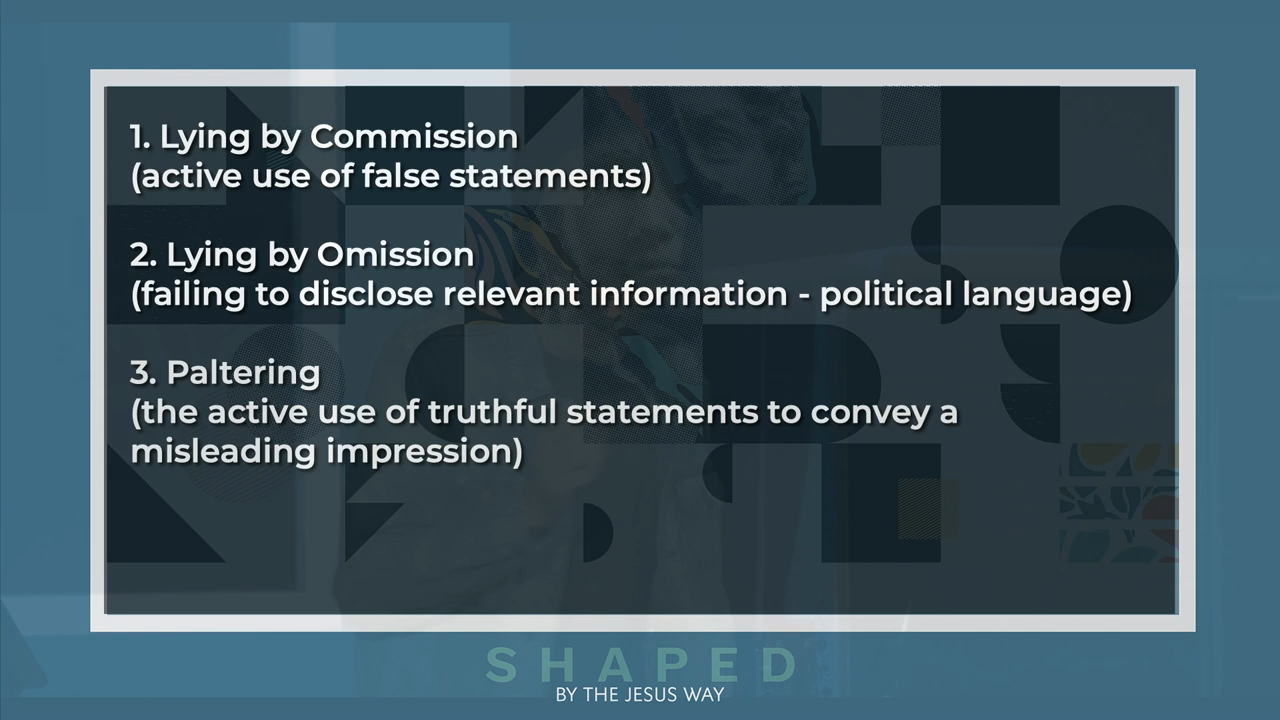 1. Lying by Commission
(active use of false statements)
2. Lying by Omission
(failing to disclose relevant information - political language)
3. Paltering
(the active use of truthful statements to convey a
misleading impression)
SHAPED
BY THE JESUS WAY